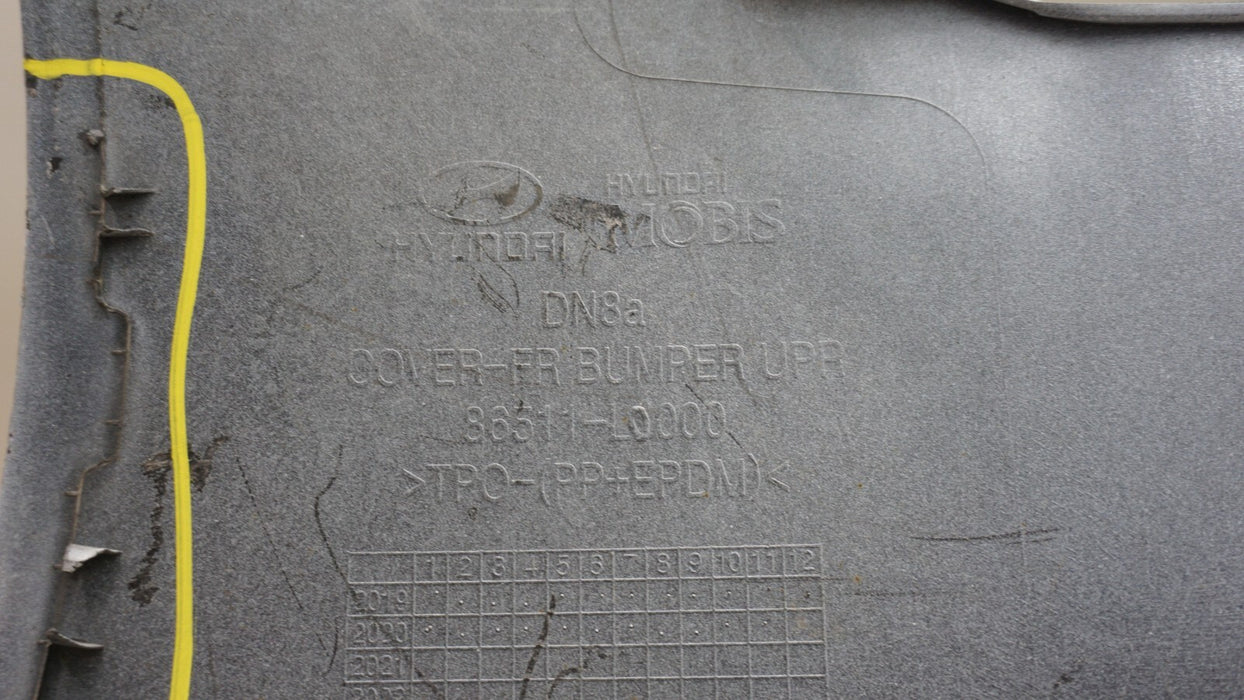 HYUNDAI
HYUNDAI
MOBIS
DN8a
COVER-FR BUMPER UPR
86511-L0000
>TPO-(PP+EPDM)<
1 2 3 4 5 6 7 8 9 10 11 12
2019
2020
2021